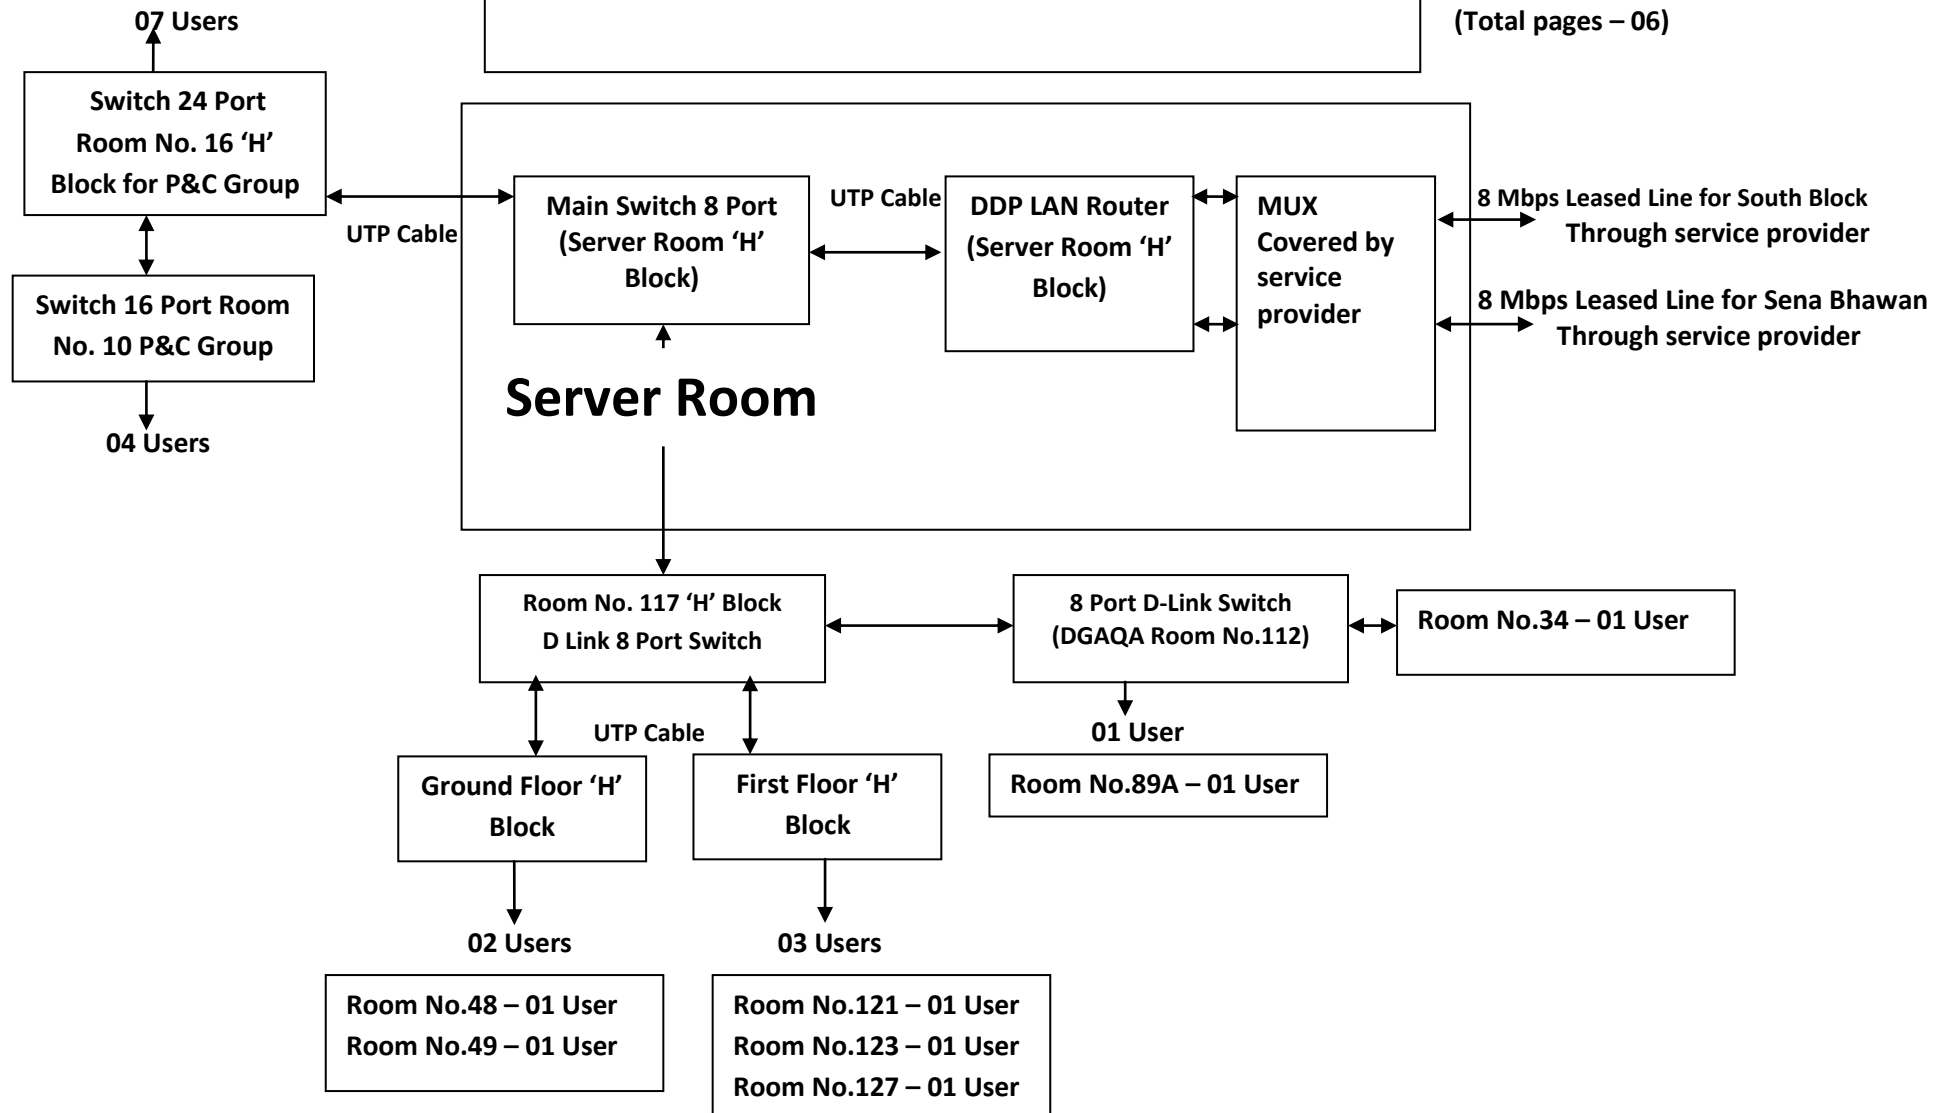 07 Users
(Total pages – 06)
Switch 24 Port
Room No. 16 ‘H’
Block for P&C Group
UTP Cable
Switch 16 Port Room
No. 10 P&C Group
04 Users
Main Switch 8 Port
(Server Room ‘H’
Block)
UTP Cable
DDP LAN Router
(Server Room ‘H’
Block)
MUX
Covered by
service
provider
8 Mbps Leased Line for South Block
Through service provider
8 Mbps Leased Line for Sena Bhawan
Through service provider
Server Room
Room No. 117 ‘H’ Block
D Link 8 Port Switch
8 Port D-Link Switch
(DGAQA Room No.112)
Room No.34 – 01 User
UTP Cable
01 User
Room No.89A – 01 User
Ground Floor ‘H’
Block
First Floor ‘H’
Block
02 Users
03 Users
Room No.48 – 01 User
Room No.49 – 01 User
Room No.121 – 01 User
Room No.123 – 01 User
Room No.127 – 01 User